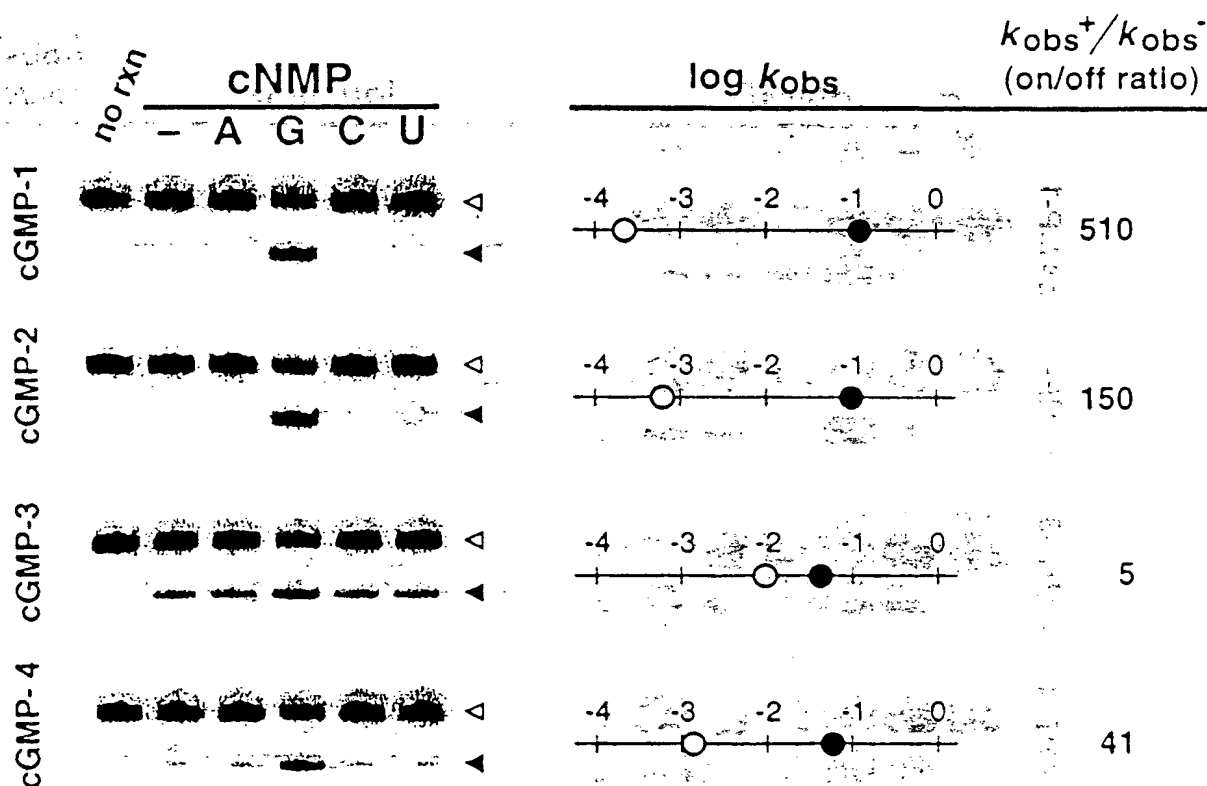 kobs+/kobs-
cNMP log kobs (on/off ratio)
no rxn – A G C U
cGMP-1 -4 -3 -2 -1 0 510
cGMP-2 -4 -3 -2 -1 0 150
cGMP-3 -4 -3 -2 -1 0 5
cGMP-4 -4 -3 -2 -1 0 41